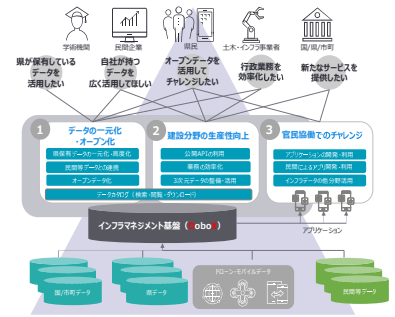 学術機関
民間企業
県民
土木・インフラ事業者
国/県/市町
県が保有している
データを
活用したい
自社が持つ
データを
広く活用してほしい
オープンデータを
活用して
チャレンジしたい
行政業務を
効率化したい
新たなサービスを
提供したい
1
データの一元化
・オープン化
県保有データの一元化・高度化
民間等データとの連携
オープンデータ化
2
建設分野の生産性向上
公開APIの利用
業務の効率化
3次元データの整備・活用
データカタログ(検索・閲覧・ダウンロード)
3
官民協働でのチャレンジ
アプリケーションの開発・利用
民間によるアプリ開発・利用
インフラデータの他分野活用
アプリケーション
インフラマネジメント基盤
国/市町データ
県データ
ドローン・モバイルデータ
民間等データ